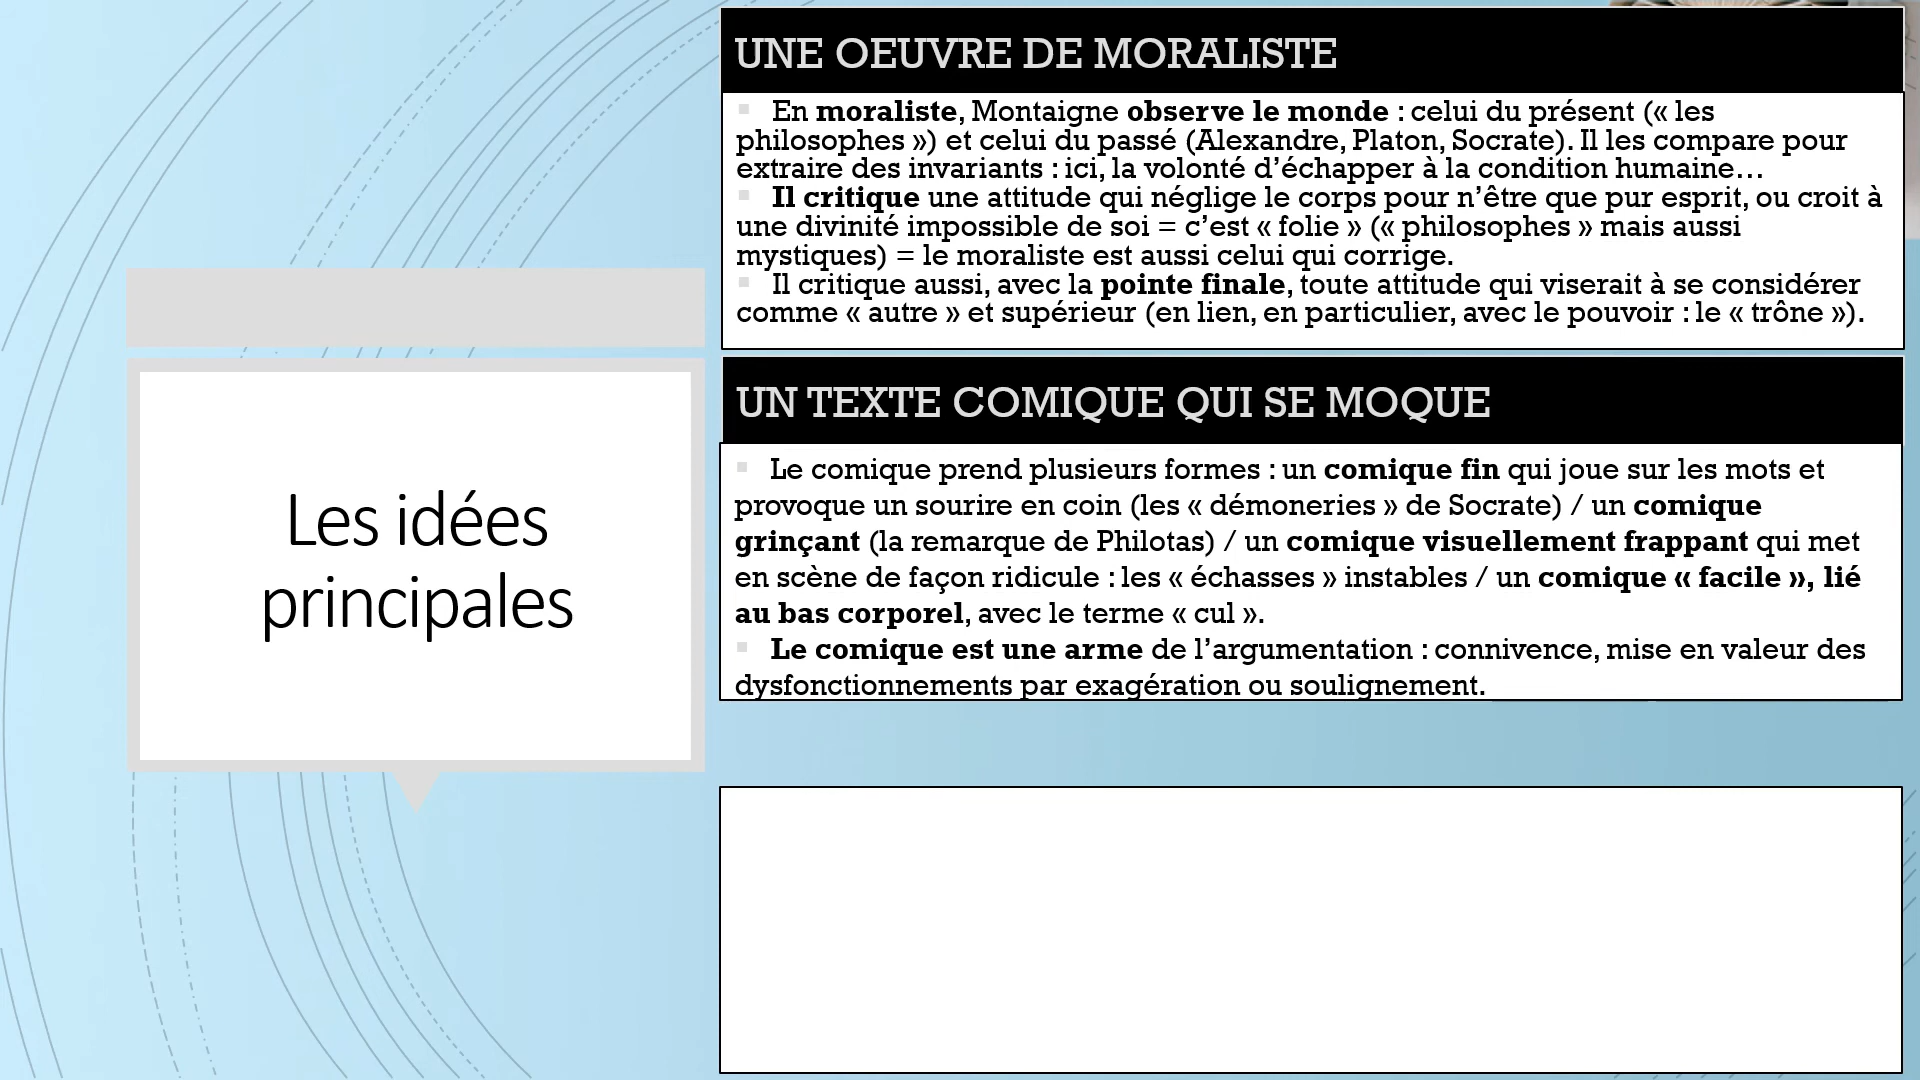 UNE OEUVRE DE MORALISTE
En moraliste, Montaigne observe le monde : celui du présent (« les
philosophes ») et celui du passé (Alexandre, Platon, Socrate). Il les compare pour
extraire des invariants : ici, la volonté d’échapper à la condition humaine…
Il critique une attitude qui néglige le corps pour n’être que pur esprit, ou croit à
une divinité impossible de soi = c’est « folie » (« philosophes » mais aussi
mystiques) = le moraliste est aussi celui qui corrige.
Il critique aussi, avec la pointe finale, toute attitude qui viserait à se considérer
comme « autre » et supérieur (en lien, en particulier, avec le pouvoir : le « trône »).
UN TEXTE COMIQUE QUI SE MOQUE
Le comique prend plusieurs formes : un comique fin qui joue sur les mots et
provoque un sourire en coin (les « démoneries » de Socrate) / un comique
grinçant (la remarque de Philotas) / un comique visuellement frappant qui met
en scène de façon ridicule : les « échasses » instables / un comique « facile », lié
au bas corporel, avec le terme « cul ».
Le comique est une arme de l’argumentation : connivence, mise en valeur des
dysfonctionnements par exagération ou soulignement.
Les idées
principales